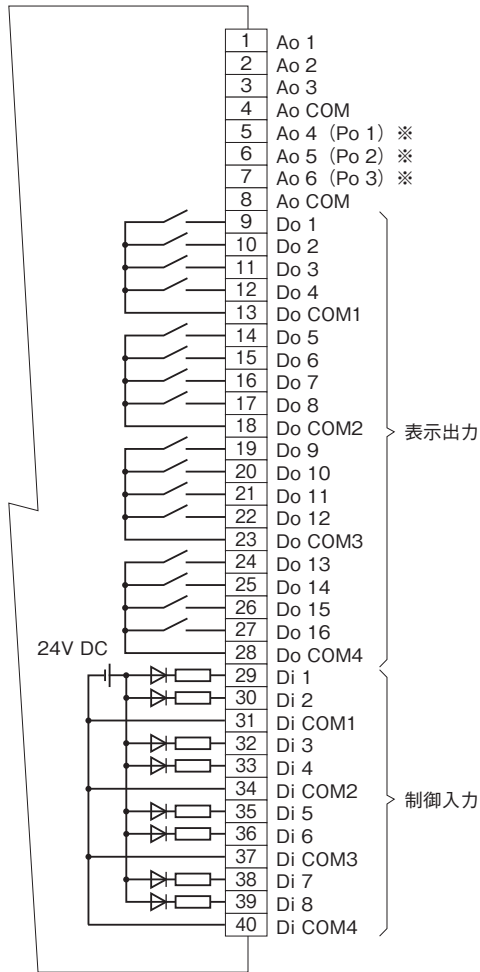 1 Ao 1
2 Ao 2
3 Ao 3
4 Ao COM
5 Ao 4（Po 1）※
6 Ao 5（Po 2）※
7 Ao 6（Po 3）※
8 Ao COM
9 Do 1
10 Do 2
11 Do 3
12 Do 4
13 Do COM1
14 Do 5
15 Do 6
16 Do 7
17 Do 8
18 Do COM2
表示出力
19 Do 9
20 Do 10
21 Do 11
22 Do 12
23 Do COM3
24 Do 13
25 Do 14
26 Do 15
27 Do 16
24V DC
28 Do COM4
29 Di 1
30 Di 2
31 Di COM1
32 Di 3
33 Di 4
34 Di COM2
制御入力
35 Di 5
36 Di 6
37 Di COM3
38 Di 7
39 Di 8
40 Di COM4